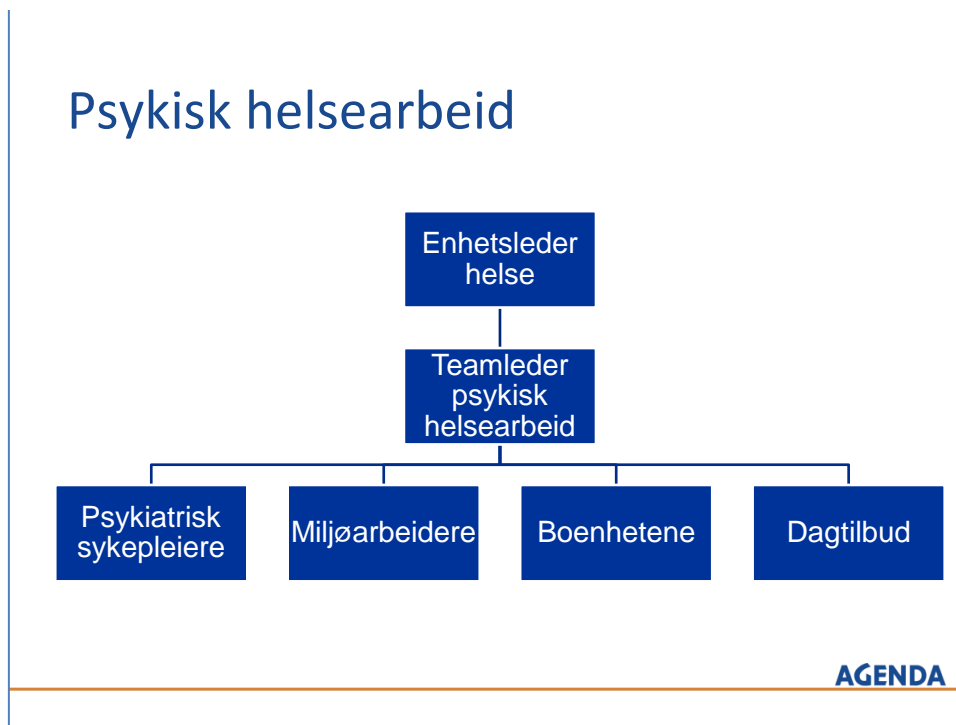 Psykisk helsearbeid
Enhetsleder
helse
Teamleder
psykisk
helsearbeid
Psykiatrisk
sykepleiere
Miljøarbeidere
Boenhetene
Dagtilbud
AGENDA